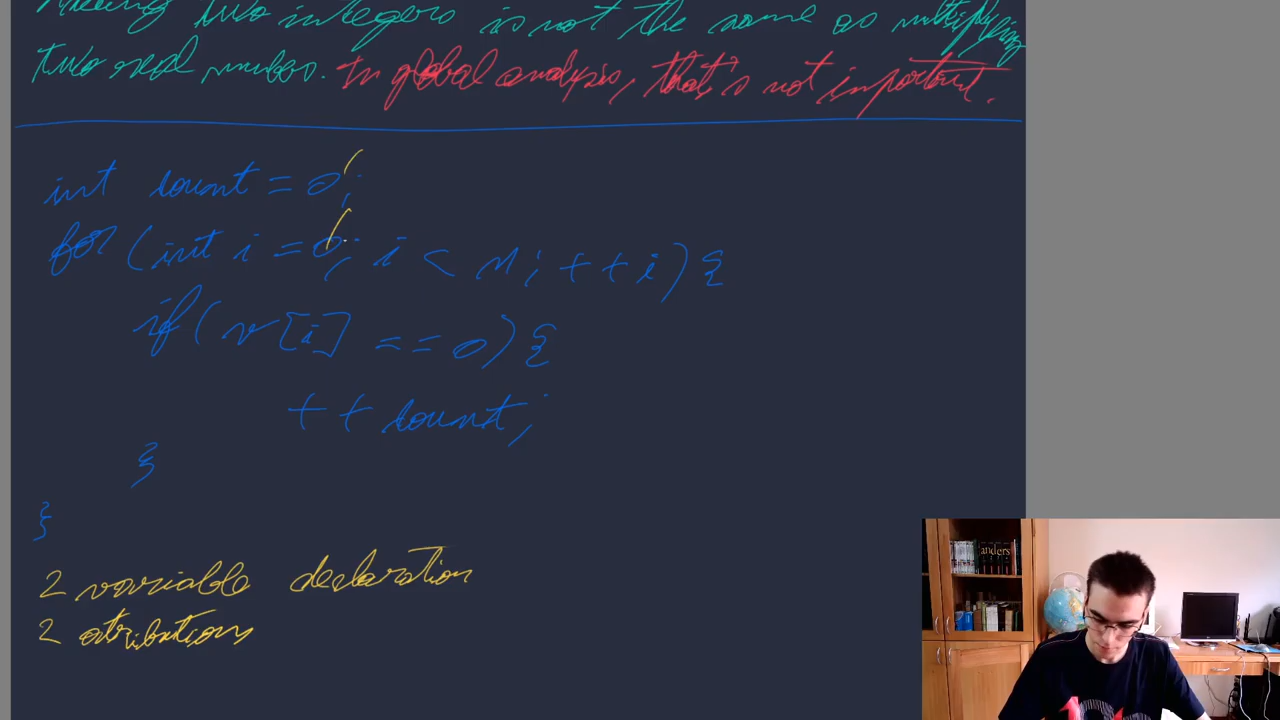 two integers is not the same as multiplying
two real numbers. In global analysis, that's not important.
int count = 0;
for (int i = 0; i < n; ++i) {
if (v[i] == 0) {
++ count;
}
}
2 variable declaration
2 atributions
anders